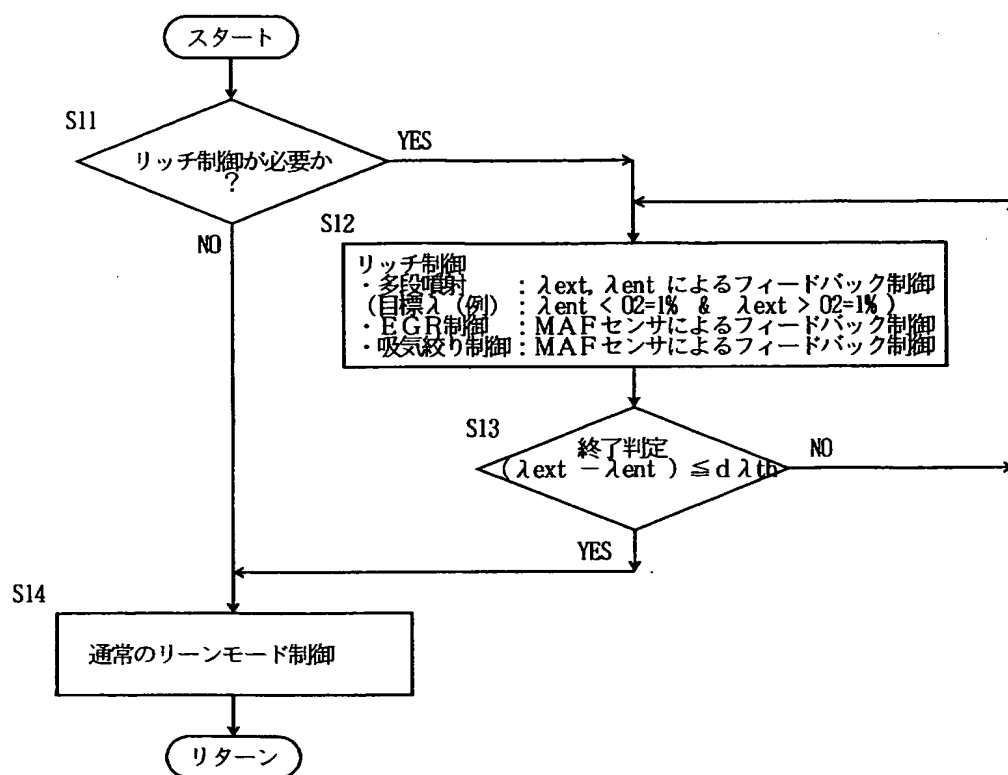 スタート
S11
リッチ制御が必要か
?
YES
NO
S12
リッチ制御
・多段噴射 : λext, λent によるフィードバック制御
(目標λ (例) : λent < O2=1% & λext > O2=1%)
・EGR制御 : MAFセンサによるフィードバック制御
・吸気絞り制御 : MAFセンサによるフィードバック制御
S13
終了判定
(λext - λent) ≦ dλth
NO
YES
S14
通常のリーンモード制御
リターン